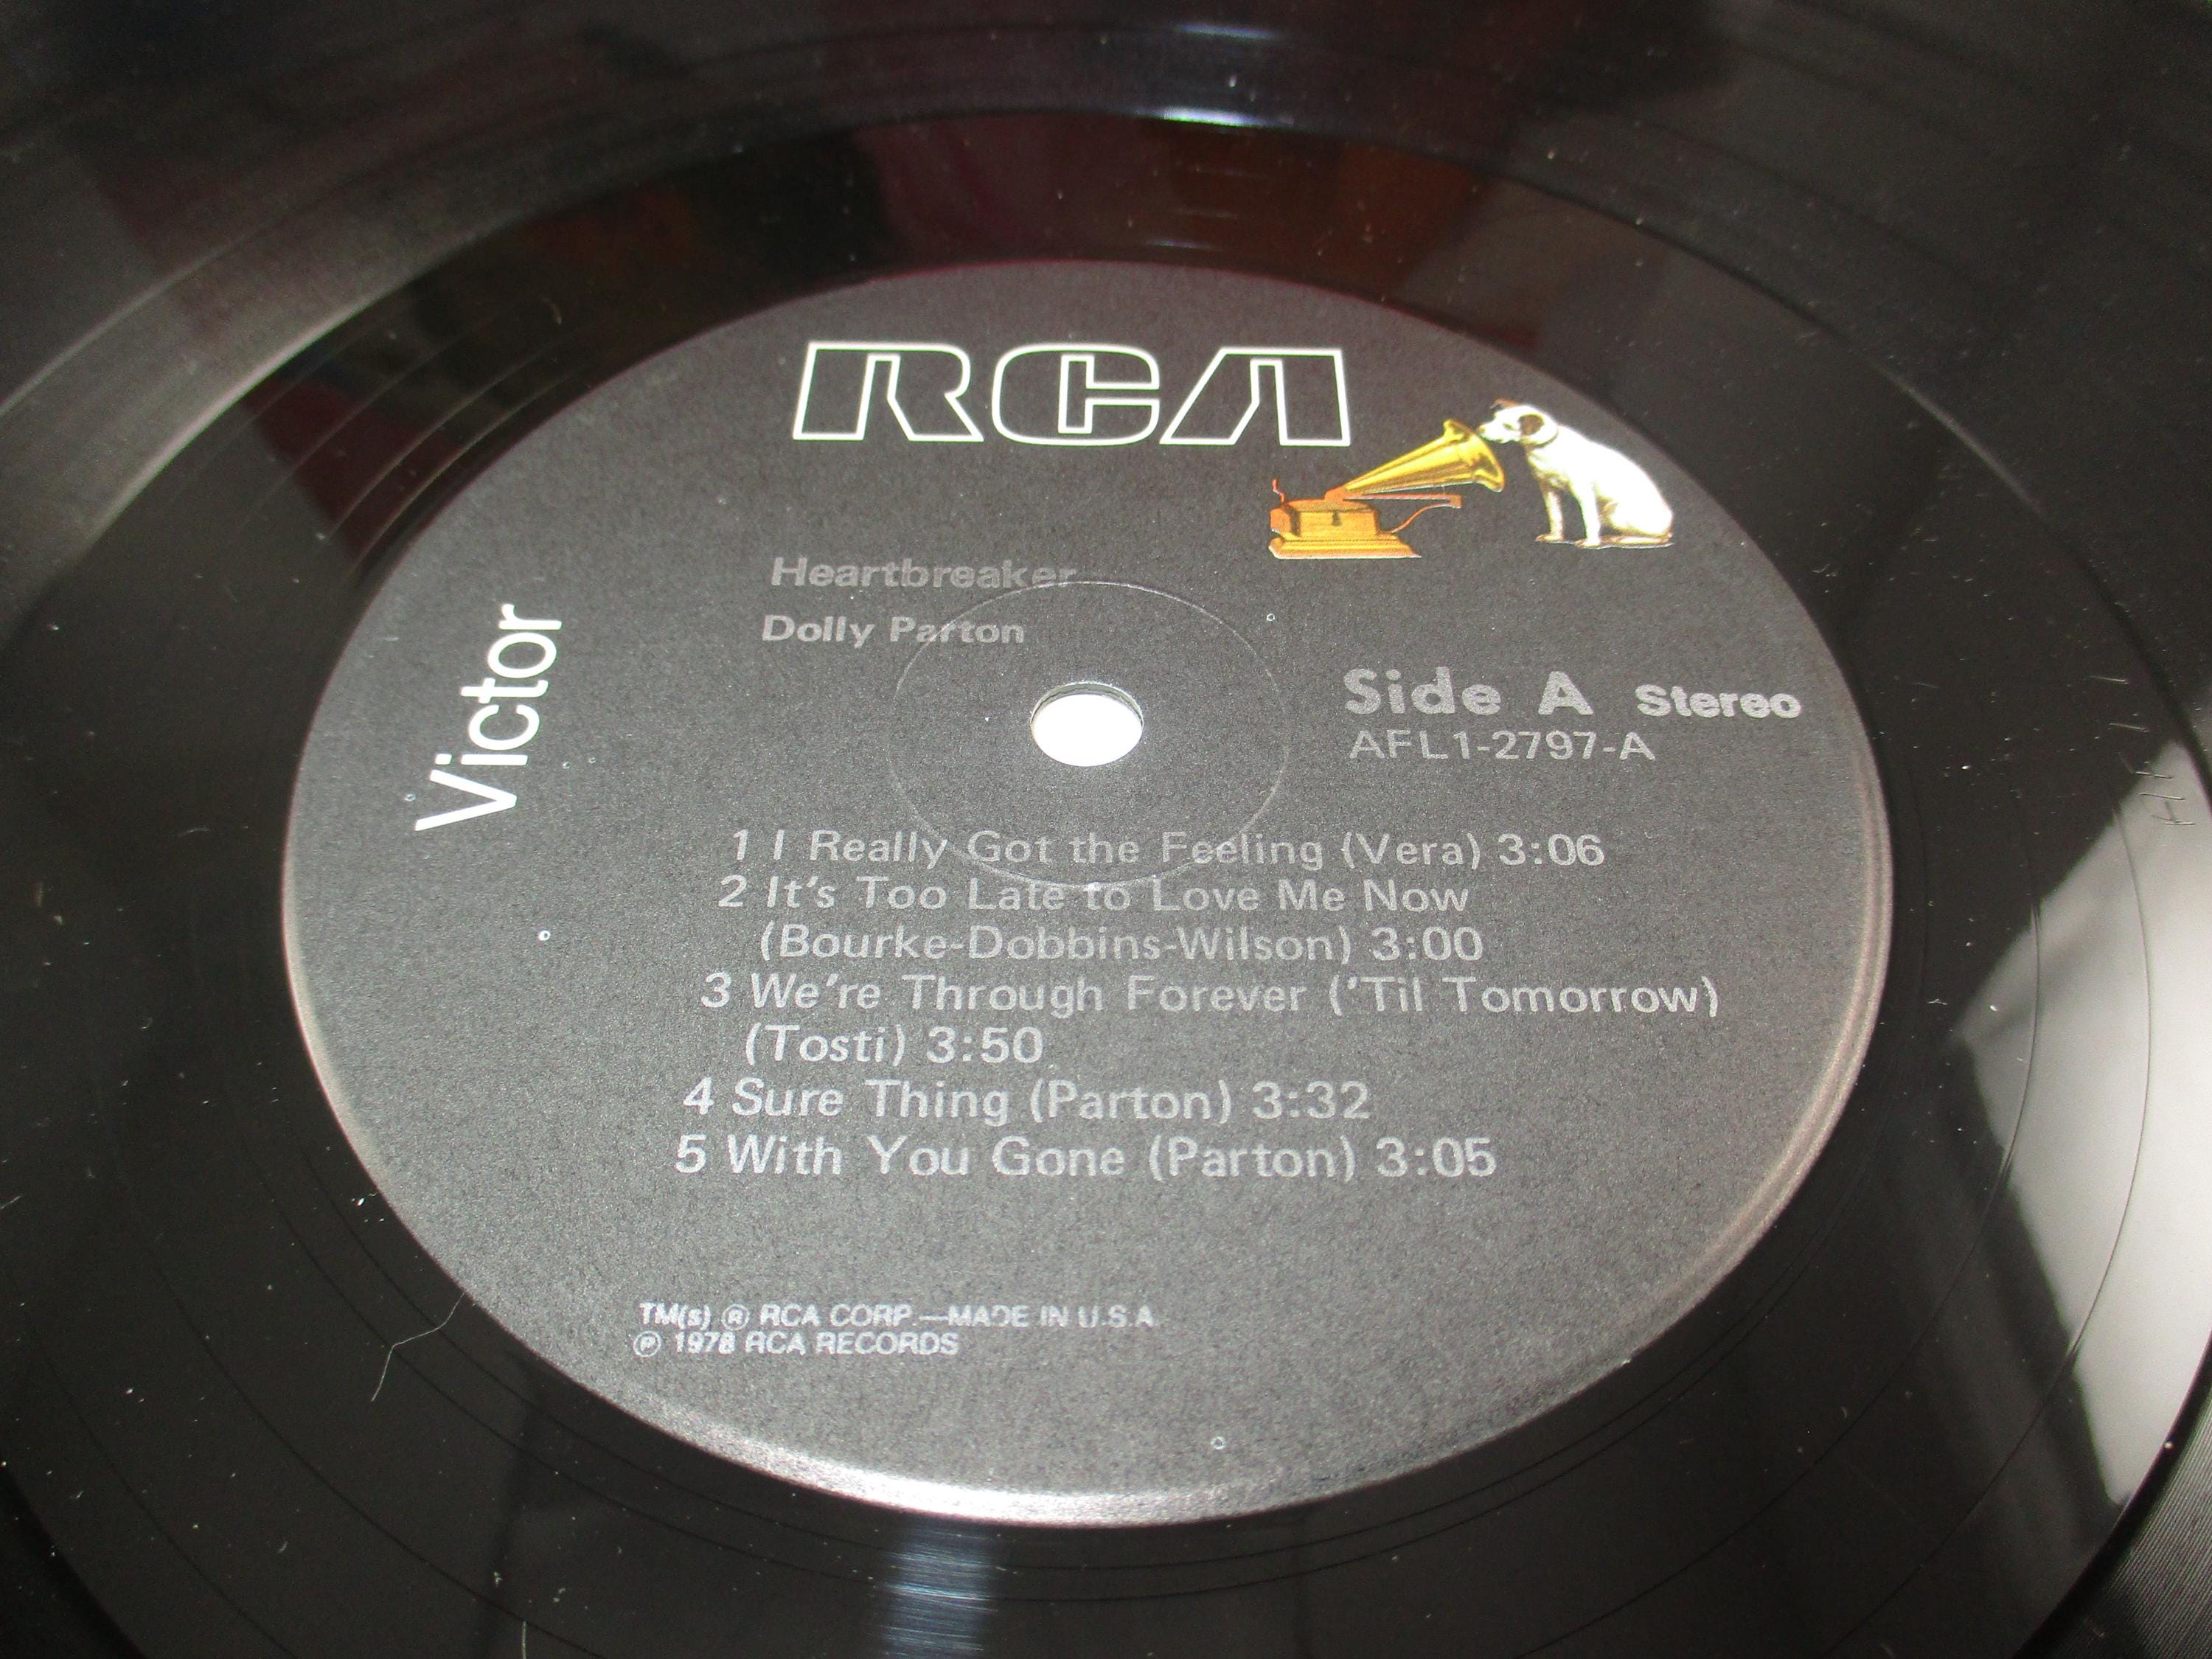 RCA
Victor
Heartbreaker
Dolly Parton
Side A Stereo
AFL1-2797-A
1 I Really Got the Feeling (Vera) 3:06
2 It's Too Late to Love Me Now
(Bourke-Dobbins-Wilson) 3:00
3 We're Through Forever ('Til Tomorrow)
(Tosti) 3:50
4 Sure Thing (Parton) 3:32
5 With You Gone (Parton) 3:05
TM(s) ® RCA CORP.—MADE IN U.S.A.
℗ 1978 RCA RECORDS